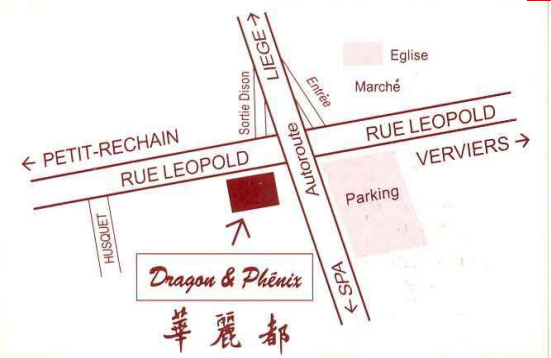 LIEGE →
Eglise
Sortie Dison
Entrée
Marché
RUE LEOPOLD
← PETIT-RECHAIN
VERVIERS →
RUE LEOPOLD
Autoroute
Parking
HUSQUET
← SPA
Dragon & Phénix
華麗都